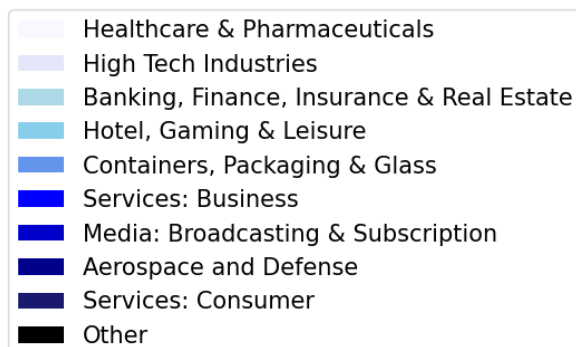 Healthcare & Pharmaceuticals
High Tech Industries
Banking, Finance, Insurance & Real Estate
Hotel, Gaming & Leisure
Containers, Packaging & Glass
Services: Business
Media: Broadcasting & Subscription
Aerospace and Defense
Services: Consumer
Other